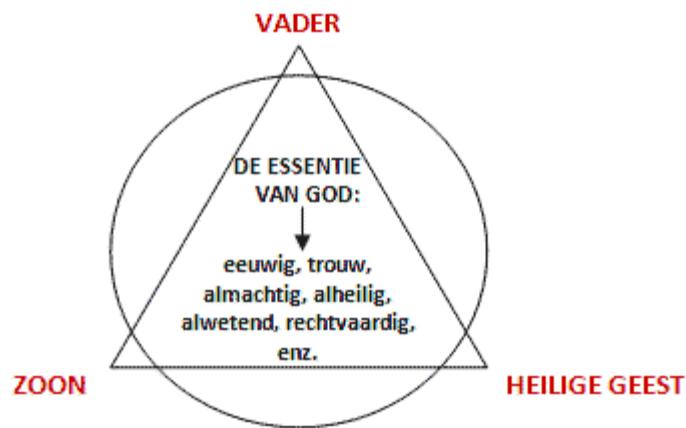 VADER
DE ESSENTIE
VAN GOD:
eeuwig, trouw,
almachtig, alheilig,
alwetend, rechtvaardig,
enz.
ZOON
HEILIGE GEEST